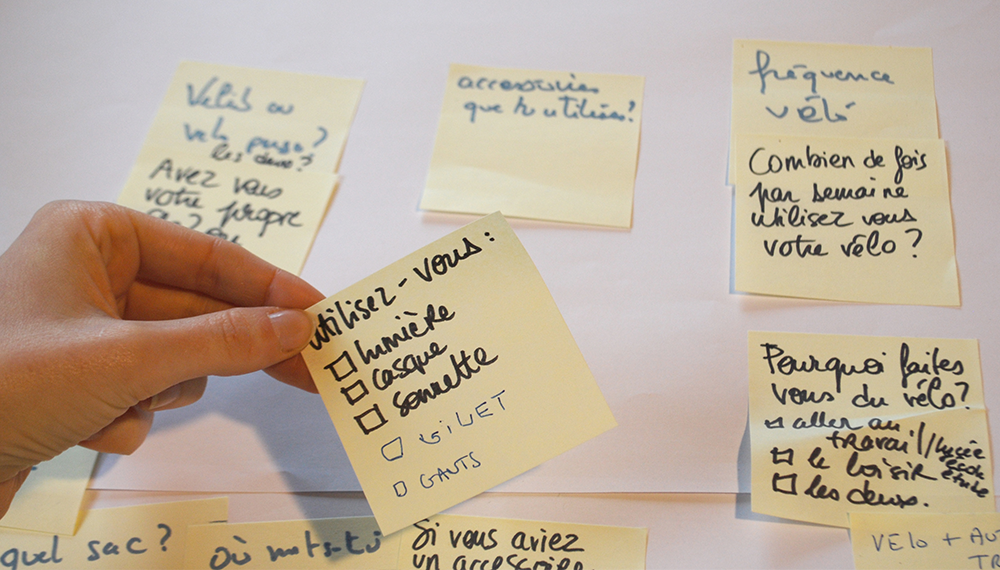 Velib ou
velo perso?
les deux?
Avez vous
votre propre
accessoires
que tu utilises?
fréquence
vélo
Combien de fois
par semaine
utilisez vous
votre vélo ?
utilisez-vous :
□ lumière
□ casque
□ sonnette
□ GILET
□ GANTS
Pourquoi faites
vous du vélo?
□ aller au
travail/lycée
école
étude
□ le loisir
□ les deux.
quel sac?
où mets-tu
Si vous aviez
un accessoire
VELO + AU
TR